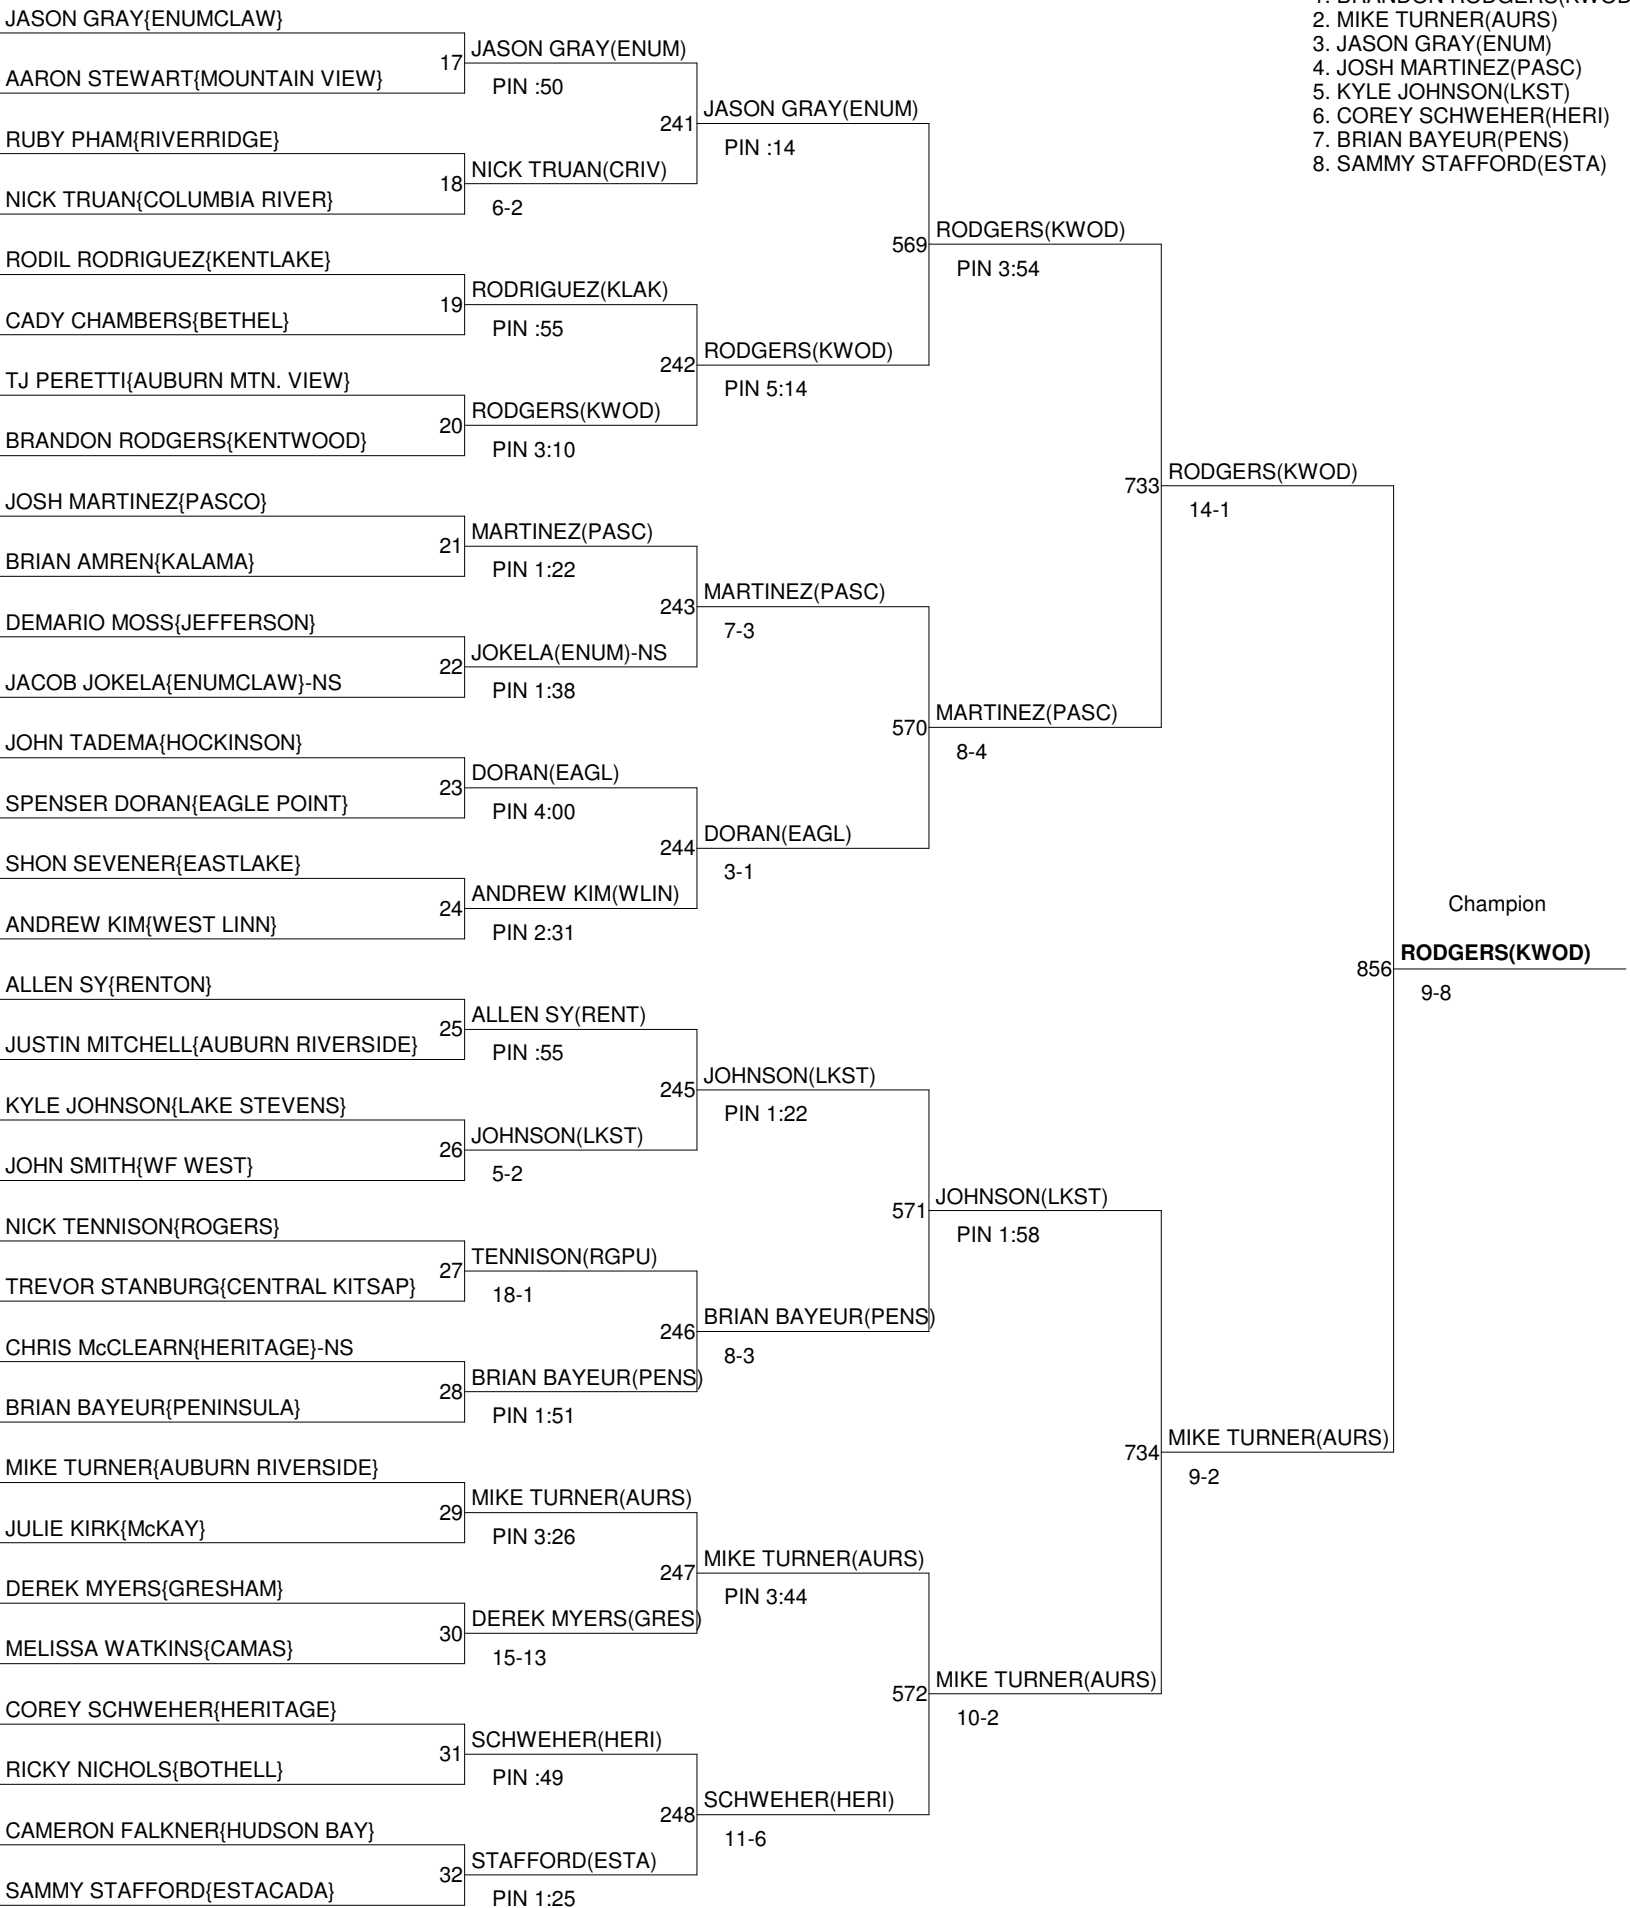 1. BRANDON RODGERS(KWOD
2. MIKE TURNER(AURS)
3. JASON GRAY(ENUM)
4. JOSH MARTINEZ(PASC)
5. KYLE JOHNSON(LKST)
6. COREY SCHWEHER(HERI)
7. BRIAN BAYEUR(PENS)
8. SAMMY STAFFORD(ESTA)
JASON GRAY{ENUMCLAW}
AARON STEWART{MOUNTAIN VIEW}
RUBY PHAM{RIVERRIDGE}
NICK TRUAN{COLUMBIA RIVER}
RODIL RODRIGUEZ{KENTLAKE}
CADY CHAMBERS{BETHEL}
TJ PERETTI{AUBURN MTN. VIEW}
BRANDON RODGERS{KENTWOOD}
JOSH MARTINEZ{PASCO}
BRIAN AMREN{KALAMA}
DEMARIO MOSS{JEFFERSON}
JACOB JOKELA{ENUMCLAW}-NS
JOHN TADEMA{HOCKINSON}
SPENSER DORAN{EAGLE POINT}
SHON SEVENER{EASTLAKE}
ANDREW KIM{WEST LINN}
ALLEN SY{RENTON}
JUSTIN MITCHELL{AUBURN RIVERSIDE}
KYLE JOHNSON{LAKE STEVENS}
JOHN SMITH{WF WEST}
NICK TENNISON{ROGERS}
TREVOR STANBURG{CENTRAL KITSAP}
CHRIS McCLEARN{HERITAGE}-NS
BRIAN BAYEUR{PENINSULA}
MIKE TURNER{AUBURN RIVERSIDE}
JULIE KIRK{McKAY}
DEREK MYERS{GRESHAM}
MELISSA WATKINS{CAMAS}
COREY SCHWEHER{HERITAGE}
RICKY NICHOLS{BOTHELL}
CAMERON FALKNER{HUDSON BAY}
SAMMY STAFFORD{ESTACADA}
17 JASON GRAY(ENUM)
PIN :50
18 NICK TRUAN(CRIV)
6-2
19 RODRIGUEZ(KLAK)
PIN :55
20 RODGERS(KWOD)
PIN 3:10
21 MARTINEZ(PASC)
PIN 1:22
22 JOKELA(ENUM)-NS
PIN 1:38
23 DORAN(EAGL)
PIN 4:00
24 ANDREW KIM(WLIN)
PIN 2:31
25 ALLEN SY(RENT)
PIN :55
26 JOHNSON(LKST)
5-2
27 TENNISON(RGPU)
18-1
28 BRIAN BAYEUR(PENS)
PIN 1:51
29 MIKE TURNER(AURS)
PIN 3:26
30 DEREK MYERS(GRES)
15-13
31 SCHWEHER(HERI)
PIN :49
32 STAFFORD(ESTA)
PIN 1:25
241 JASON GRAY(ENUM)
PIN :14
242 RODGERS(KWOD)
PIN 5:14
243 MARTINEZ(PASC)
7-3
244 DORAN(EAGL)
3-1
245 JOHNSON(LKST)
PIN 1:22
246 BRIAN BAYEUR(PENS)
8-3
247 MIKE TURNER(AURS)
PIN 3:44
248 SCHWEHER(HERI)
11-6
569 RODGERS(KWOD)
PIN 3:54
570 MARTINEZ(PASC)
8-4
571 JOHNSON(LKST)
PIN 1:58
572 MIKE TURNER(AURS)
10-2
733 RODGERS(KWOD)
14-1
734 MIKE TURNER(AURS)
9-2
Champion
856 RODGERS(KWOD)
9-8